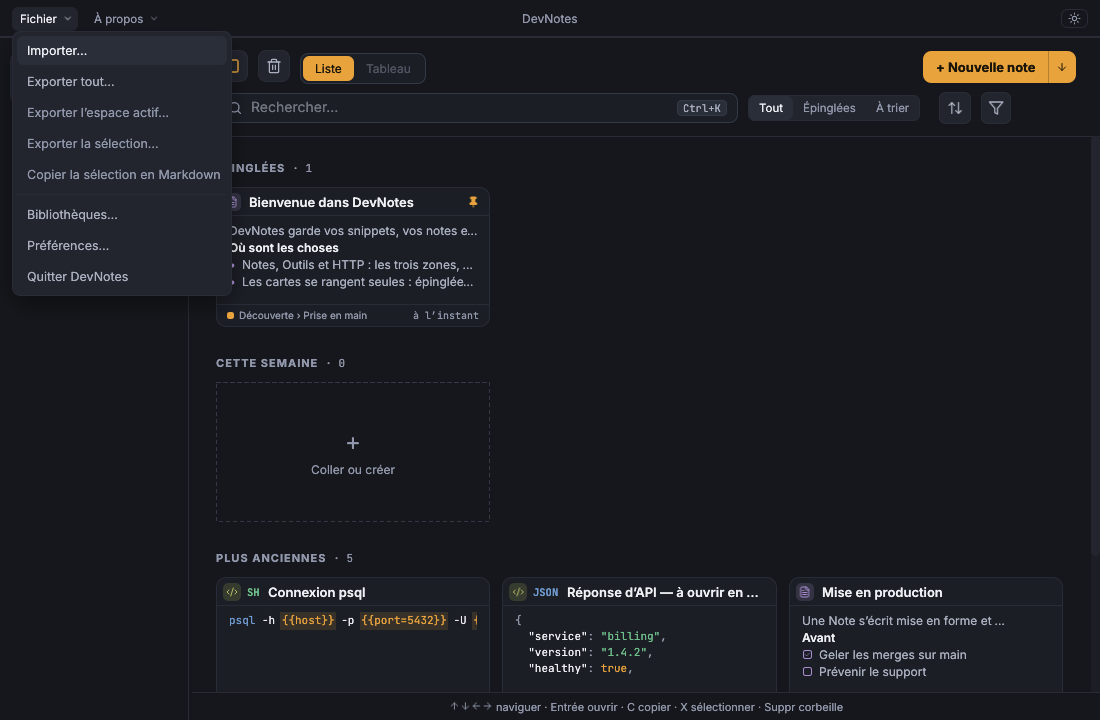 Fichier
À propos
DevNotes
Importer...
Exporter tout...
Exporter l’espace actif...
Exporter la sélection...
Copier la sélection en Markdown
Bibliothèques...
Préférences...
Quitter DevNotes
Liste
Tableau
+ Nouvelle note
Rechercher...
Ctrl+K
Tout
Épinglées
À trier
INGLÉES · 1
Bienvenue dans DevNotes
DevNotes garde vos snippets, vos notes e...
Où sont les choses
• Notes, Outils et HTTP : les trois zones, ...
• Les cartes se rangent seules : épinglée...
Découverte › Prise en main
à l’instant
CETTE SEMAINE · 0
+
Coller ou créer
PLUS ANCIENNES · 5
SH Connexion psql
psql -h {{host}} -p {{port=5432}} -U {
JSON Réponse d’API — à ouvrir en ...
{
"service": "billing",
"version": "1.4.2",
"healthy": true,
Mise en production
Une Note s’écrit mise en forme et ...
Avant
Geler les merges sur main
Prévenir le support
↑↓←→ naviguer · Entrée ouvrir · C copier · X sélectionner · Suppr corbeille